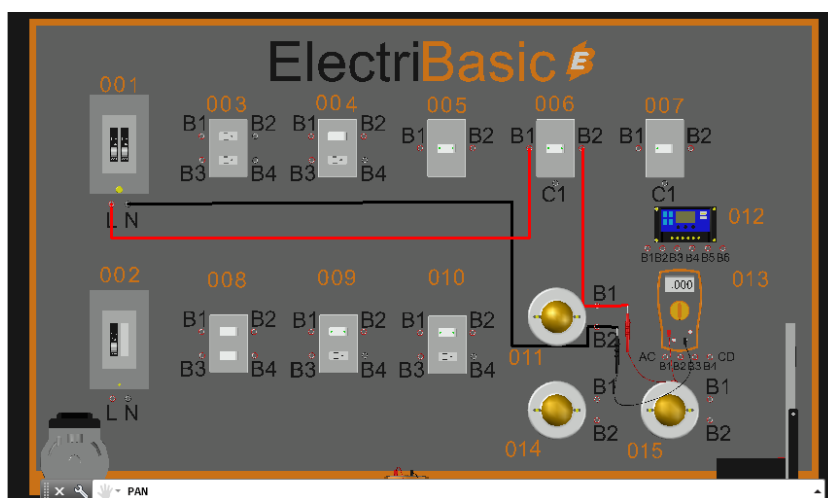 ElectriBasic E
001
003
004
005
006
007
B1 B2
B1 B2
B1 B2
B1 B2
B1 B2
B3 B4
B3 B4
C1
C1
L N
012
B1 B2 B3 B4 B5 B6
002
008
009
010
013
.000
B1 B2
B1 B2
B1 B2
B1
B2
011
B3 B4
B3 B4
B3 B4
AC B1 B2 B3 B4 CD
L N
B1
B2
014
B1
B2
015
PAN